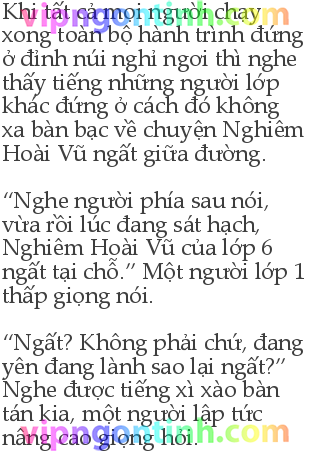 Khi tất cả mọi người chạy
xong toàn bộ hành trình đứng
ở đỉnh núi nghỉ ngơi thì nghe
thấy tiếng những người lớp
khác đứng ở cách đó không
xa bàn bạc về chuyện Nghiêm
Hoài Vũ ngất giữa đường.
“Nghe người phía sau nói,
vừa rồi lúc đang sát hạch,
Nghiêm Hoài Vũ của lớp 6
ngất tại chỗ.” Một người lớp 1
thấp giọng nói.
“Ngất? Không phải chứ, đang
yên đang lành sao lại ngất?”
Nghe được tiếng xì xào bàn
tán kia, một người lập tức
nâng cao giọng hỏi.
vipngontinh.com
vipngontinh.com
vipngontinh.com